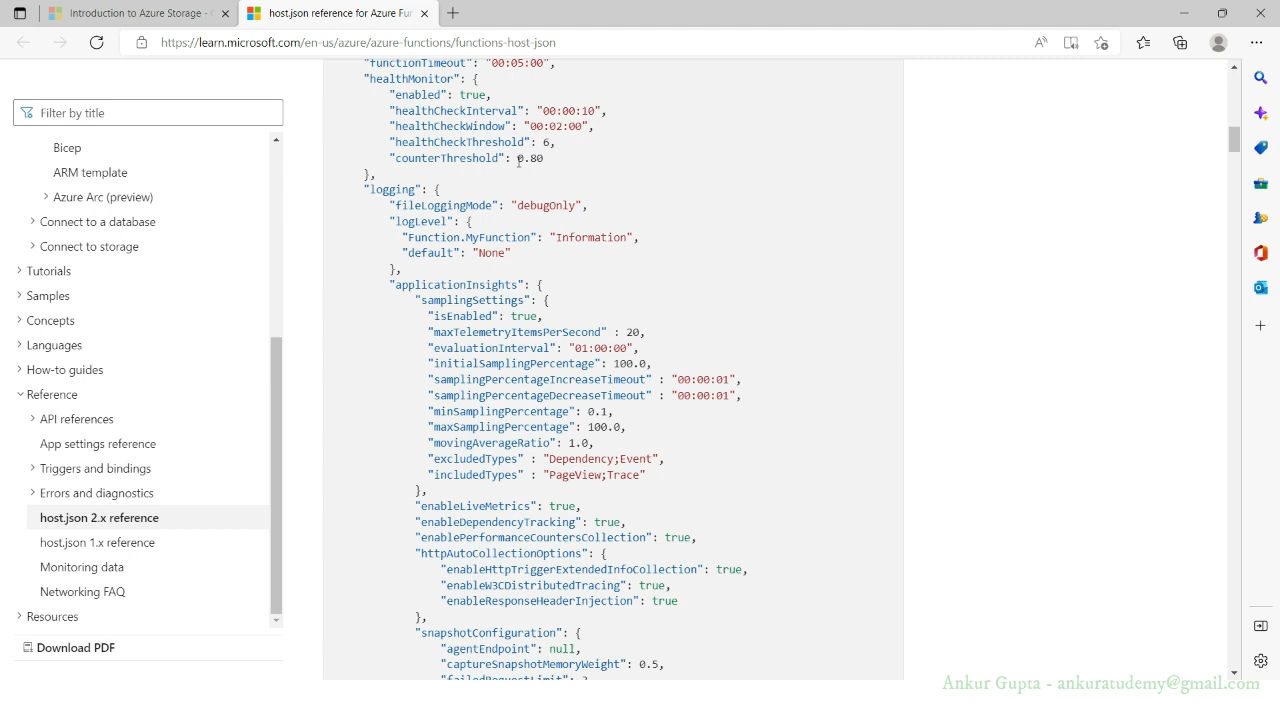 Introduction to Azure Storage - C
host.json reference for Azure Fun
https://learn.microsoft.com/en-us/azure/azure-functions/functions-host-json
Filter by title
Bicep
ARM template
Azure Arc (preview)
Connect to a database
Connect to storage
Tutorials
Samples
Concepts
Languages
How-to guides
Reference
API references
App settings reference
Triggers and bindings
Errors and diagnostics
host.json 2.x reference
host.json 1.x reference
Monitoring data
Networking FAQ
Resources
Download PDF
"functionTimeout": "00:05:00",
"healthMonitor": {
"enabled": true,
"healthCheckInterval": "00:00:10",
"healthCheckWindow": "00:02:00",
"healthCheckThreshold": 6,
"counterThreshold": 0.80
},
"logging": {
"fileLoggingMode": "debugOnly",
"logLevel": {
"Function.MyFunction": "Information",
"default": "None"
},
"applicationInsights": {
"samplingSettings": {
"isEnabled": true,
"maxTelemetryItemsPerSecond" : 20,
"evaluationInterval": "01:00:00",
"initialSamplingPercentage": 100.0,
"samplingPercentageIncreaseTimeout" : "00:00:01",
"samplingPercentageDecreaseTimeout" : "00:00:01",
"minSamplingPercentage": 0.1,
"maxSamplingPercentage": 100.0,
"movingAverageRatio": 1.0,
"excludedTypes" : "Dependency;Event",
"includedTypes" : "PageView;Trace"
},
"enableLiveMetrics": true,
"enableDependencyTracking": true,
"enablePerformanceCountersCollection": true,
"httpAutoCollectionOptions": {
"enableHttpTriggerExtendedInfoCollection": true,
"enableW3CDistributedTracing": true,
"enableResponseHeaderInjection": true
},
"snapshotConfiguration": {
"agentEndpoint": null,
"captureSnapshotMemoryWeight": 0.5,
"failedRequestLimit": 3,
Ankur Gupta - ankuratudemy@gmail.com